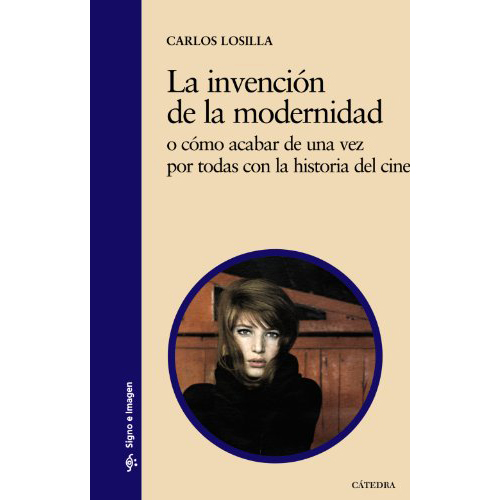 CARLOS LOSILLA
La invención
de la modernidad
o cómo acabar de una vez
por todas con la historia del cine
Signo e Imagen
CÁTEDRA